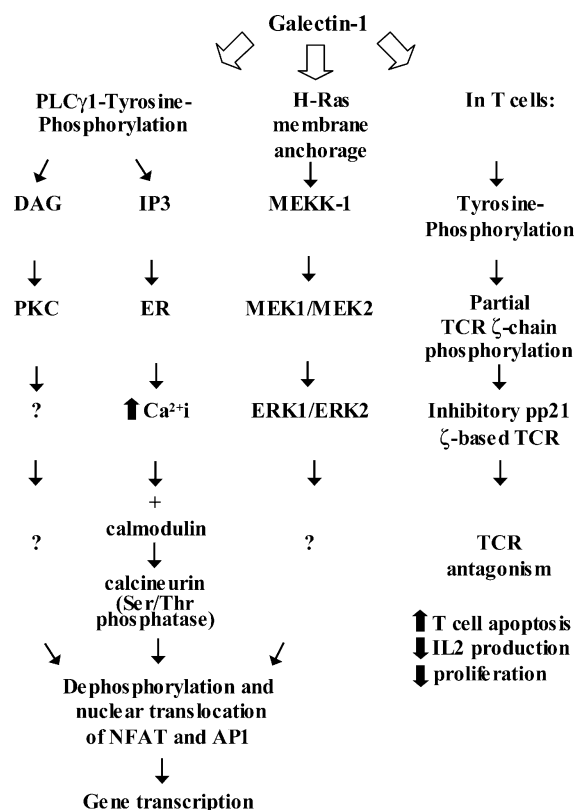 Galectin-1
PLCγ1-Tyrosine-
Phosphorylation
DAG
IP3
PKC
ER
?
Ca²⁺i
?
+
calmodulin
calcineurin
(Ser/Thr
phosphatase)
H-Ras
membrane
anchorage
MEKK-1
MEK1/MEK2
ERK1/ERK2
?
Dephosphorylation and
nuclear translocation
of NFAT and AP1
Gene transcription
In T cells:
Tyrosine-
Phosphorylation
Partial
TCR ζ-chain
phosphorylation
Inhibitory pp21
ζ-based TCR
TCR
antagonism
T cell apoptosis
IL2 production
proliferation